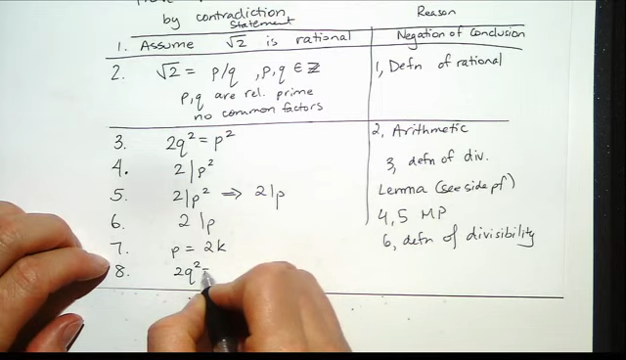 by contradiction Reason
Statement
1. Assume √2 is rational Negation of Conclusion
2. √2 = p/q , p,q ∈ ℤ 1, Defn of rational
p,q are rel. prime
no common factors
3. 2q² = p² 2, Arithmetic
4. 2|p² 3, defn of div.
5. 2|p² ⇒ 2|p Lemma (see side pf)
6. 2|p 4,5 MP
7. p = 2k 6, defn of divisibility
8. 2q² =